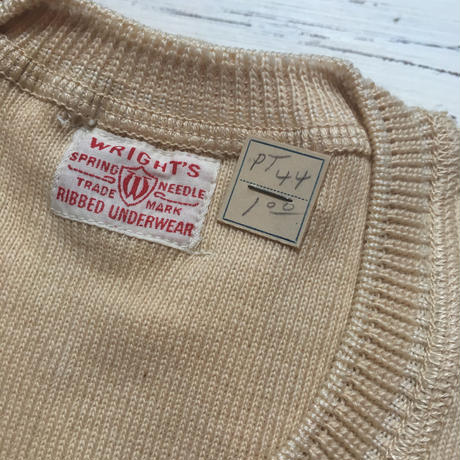 WRIGHT'S
SPRING NEEDLE
TRADE W MARK
RIBBED UNDERWEAR
PT 44
1 00